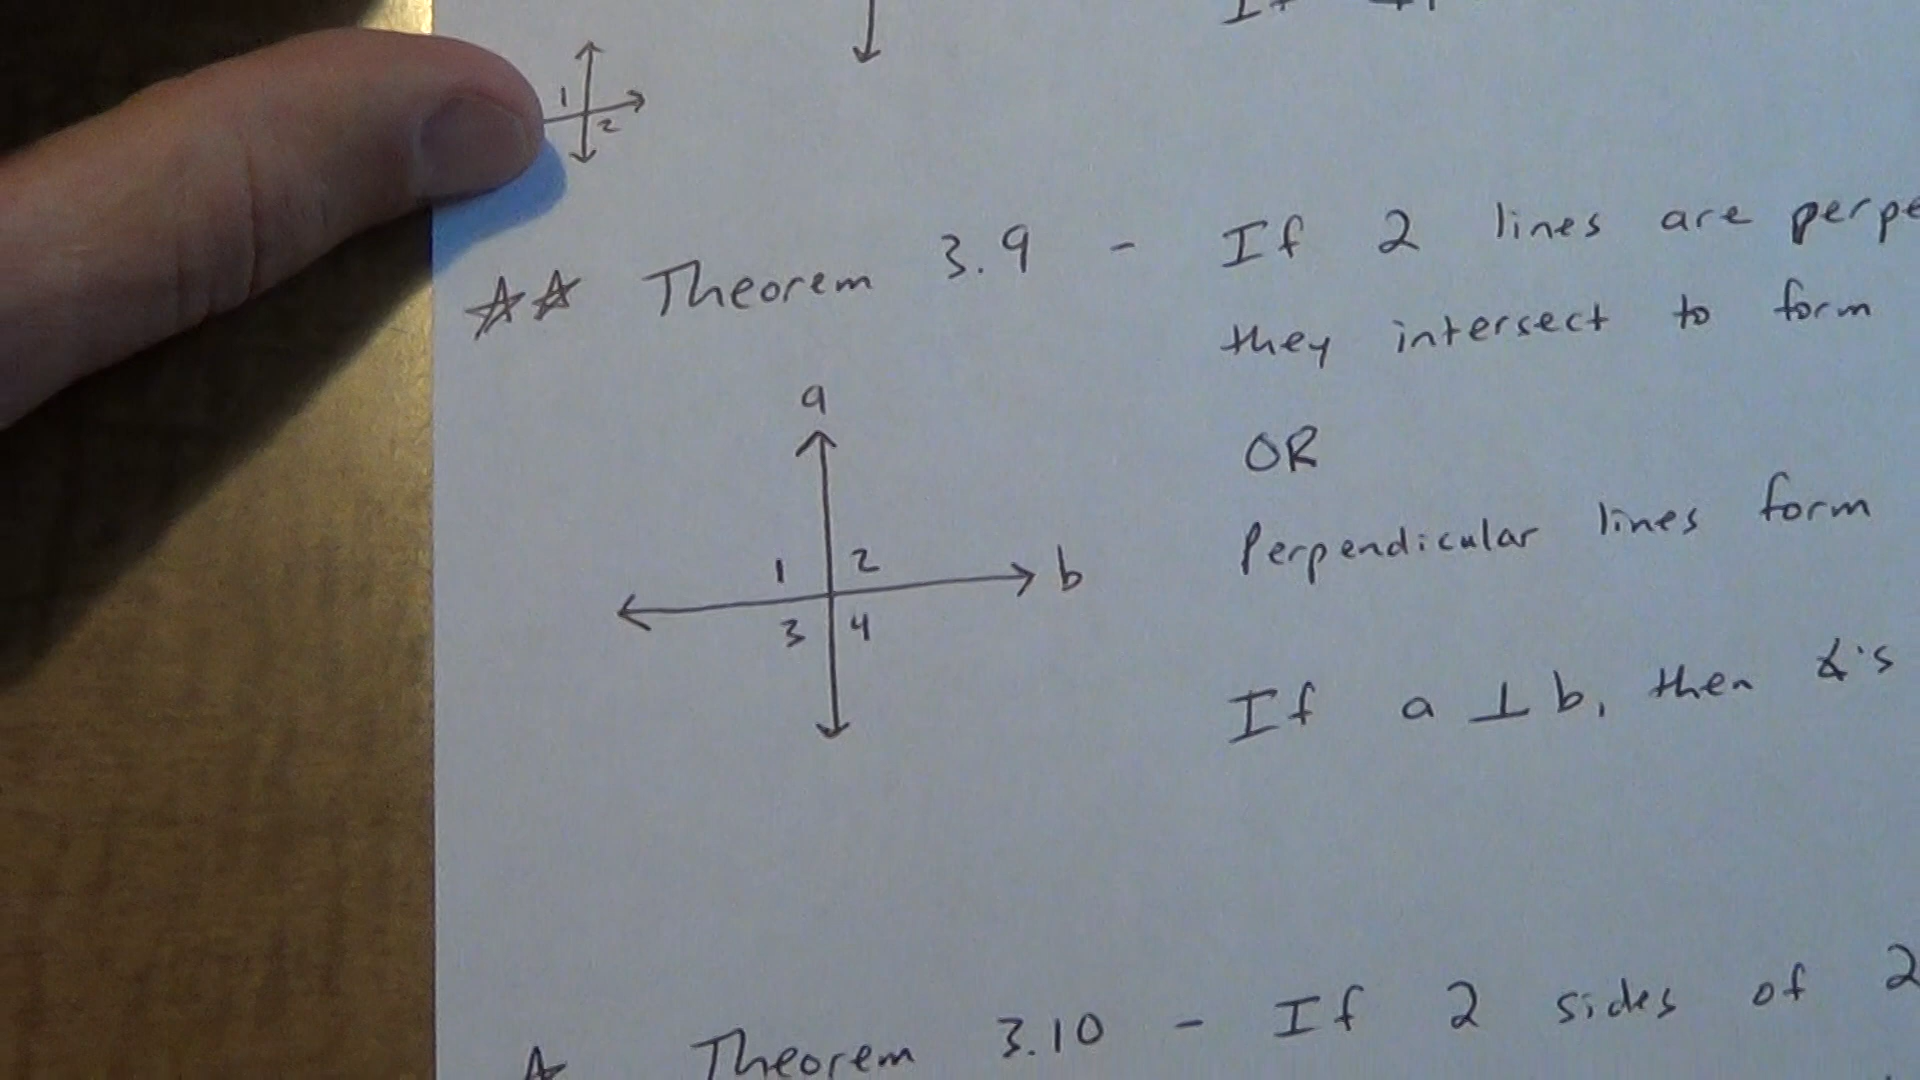 If
1
2
☆☆ Theorem 3.9 - If 2 lines are perpe
they intersect to form
a
OR
Perpendicular lines form
1 2 b
3 4
If a ⊥ b, then ∡'s
☆ Theorem 3.10 - If 2 sides of 2